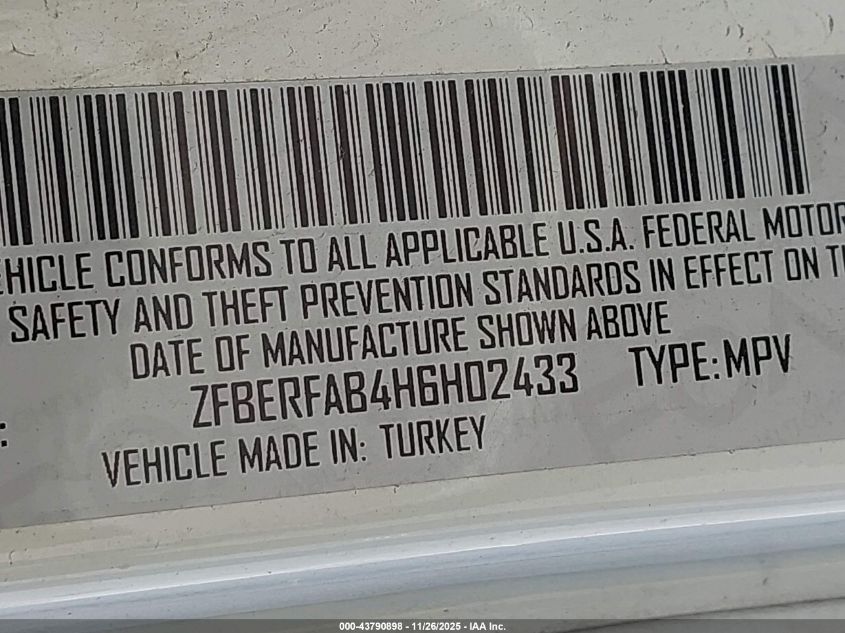 EHICLE CONFORMS TO ALL APPLICABLE U.S.A. FEDERAL MOTOR
SAFETY AND THEFT PREVENTION STANDARDS IN EFFECT ON T
DATE OF MANUFACTURE SHOWN ABOVE
ZFBERFAB4H6H02433 TYPE: MPV
VEHICLE MADE IN: TURKEY
000-43790898 - 11/26/2025 - IAA Inc.